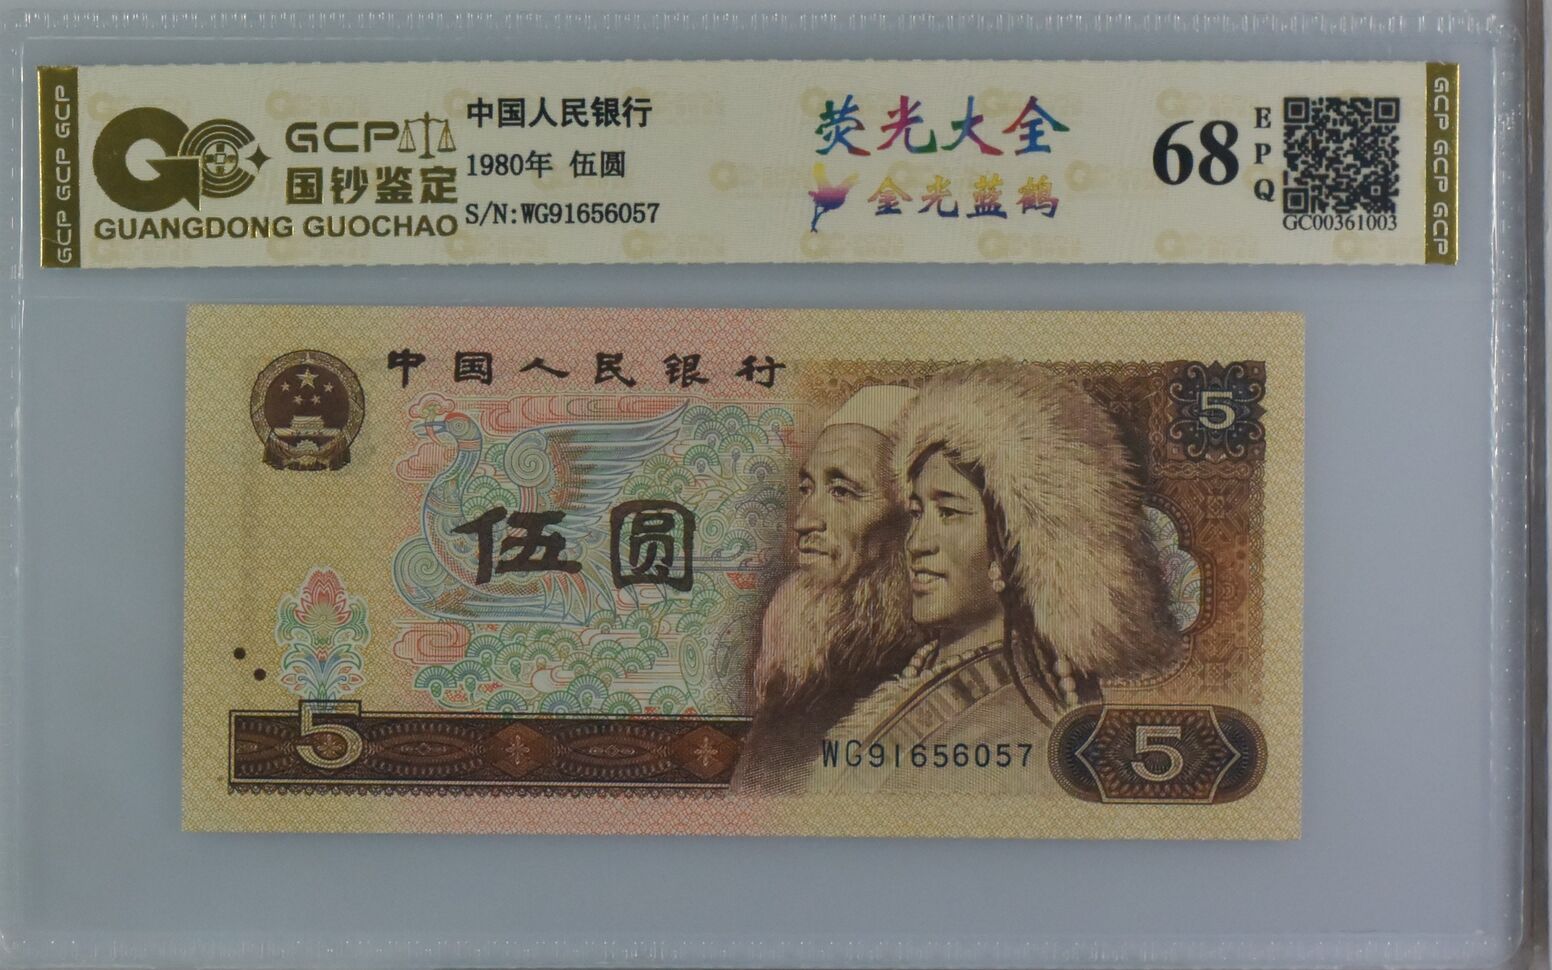 GCP GCP GCP
GCP
国钞鉴定
GUANGDONG GUOCHAO
中国人民银行
1980年 伍圆
S/N:WG91656057
荧光大全
金光蓝鹤
68
EPQ
GC00361003
GCP GCP GCP
中国人民银行
5
伍圆
5
WG91656057
5